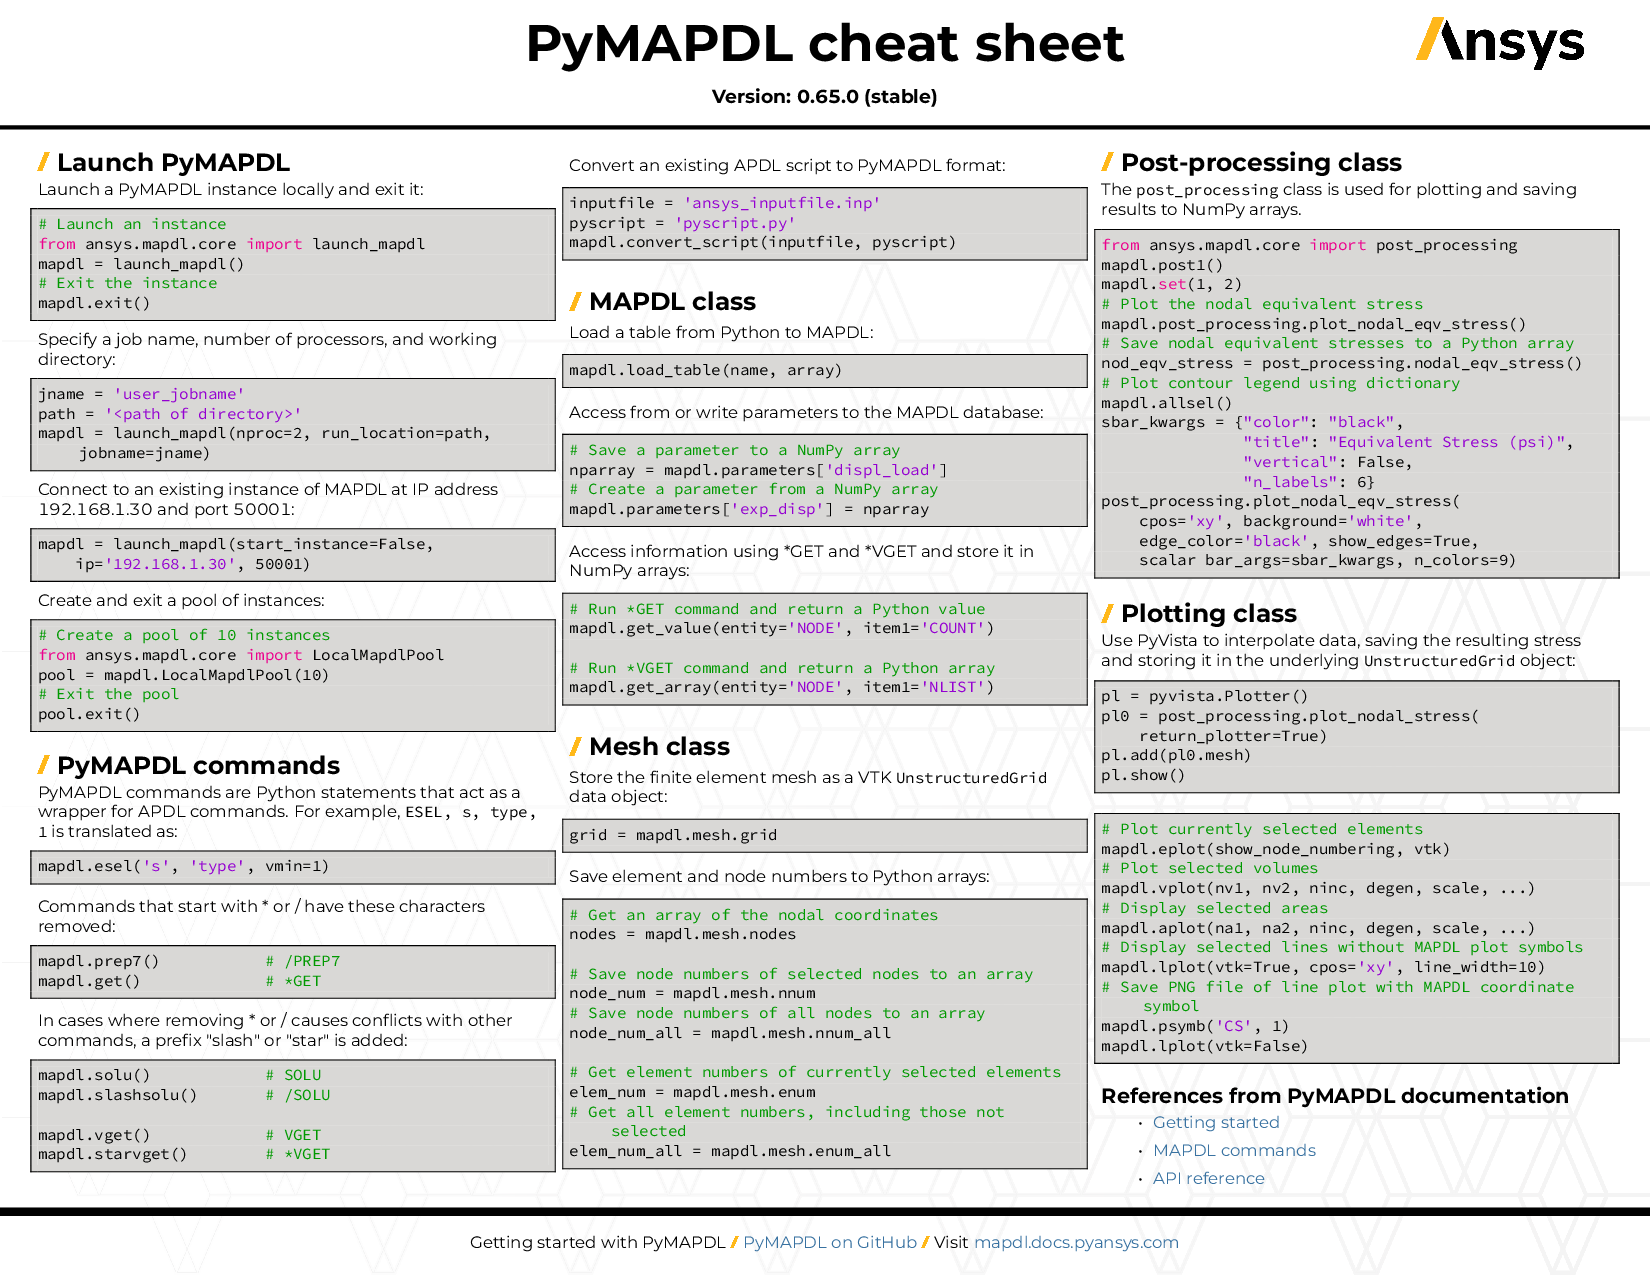 PyMAPDL cheat sheet
Ansys
Version: 0.65.0 (stable)
Launch PyMAPDL
Launch a PyMAPDL instance locally and exit it:
# Launch an instance
from ansys.mapdl.core import launch_mapdl
mapdl = launch_mapdl()
# Exit the instance
mapdl.exit()
Specify a job name, number of processors, and working
directory:
jname = 'user_jobname'
path = '<path of directory>'
mapdl = launch_mapdl(nproc=2, run_location=path,
jobname=jname)
Connect to an existing instance of MAPDL at IP address
192.168.1.30 and port 50001:
mapdl = launch_mapdl(start_instance=False,
ip='192.168.1.30', 50001)
Create and exit a pool of instances:
# Create a pool of 10 instances
from ansys.mapdl.core import LocalMapdlPool
pool = mapdl.LocalMapdlPool(10)
# Exit the pool
pool.exit()
PyMAPDL commands
PyMAPDL commands are Python statements that act as a
wrapper for APDL commands. For example, ESEL, s, type,
1 is translated as:
mapdl.esel('s', 'type', vmin=1)
Commands that start with * or / have these characters
removed:
mapdl.prep7() # /PREP7
mapdl.get() # *GET
In cases where removing * or / causes conflicts with other
commands, a prefix "slash" or "star" is added:
mapdl.solu() # SOLU
mapdl.slashsolu() # /SOLU
mapdl.vget() # VGET
mapdl.starvget() # *VGET
Convert an existing APDL script to PyMAPDL format:
inputfile = 'ansys_inputfile.inp'
pyscript = 'pyscript.py'
mapdl.convert_script(inputfile, pyscript)
MAPDL class
Load a table from Python to MAPDL:
mapdl.load_table(name, array)
Access from or write parameters to the MAPDL database:
# Save a parameter to a NumPy array
nparray = mapdl.parameters['displ_load']
# Create a parameter from a NumPy array
mapdl.parameters['exp_disp'] = nparray
Access information using *GET and *VGET and store it in
NumPy arrays:
# Run *GET command and return a Python value
mapdl.get_value(entity='NODE', item1='COUNT')
# Run *VGET command and return a Python array
mapdl.get_array(entity='NODE', item1='NLIST')
Mesh class
Store the finite element mesh as a VTK UnstructuredGrid
data object:
grid = mapdl.mesh.grid
Save element and node numbers to Python arrays:
# Get an array of the nodal coordinates
nodes = mapdl.mesh.nodes
# Save node numbers of selected nodes to an array
node_num = mapdl.mesh.nnum
# Save node numbers of all nodes to an array
node_num_all = mapdl.mesh.nnum_all
# Get element numbers of currently selected elements
elem_num = mapdl.mesh.enum
# Get all element numbers, including those not
selected
elem_num_all = mapdl.mesh.enum_all
Post-processing class
The post_processing class is used for plotting and saving
results to NumPy arrays.
from ansys.mapdl.core import post_processing
mapdl.post1()
mapdl.set(1, 2)
# Plot the nodal equivalent stress
mapdl.post_processing.plot_nodal_eqv_stress()
# Save nodal equivalent stresses to a Python array
nod_eqv_stress = post_processing.nodal_eqv_stress()
# Plot contour legend using dictionary
mapdl.allsel()
sbar_kwargs = {"color": "black",
"title": "Equivalent Stress (psi)",
"vertical": False,
"n_labels": 6}
post_processing.plot_nodal_eqv_stress(
cpos='xy', background='white',
edge_color='black', show_edges=True,
scalar bar_args=sbar_kwargs, n_colors=9)
Plotting class
Use PyVista to interpolate data, saving the resulting stress
and storing it in the underlying UnstructuredGrid object:
pl = pyvista.Plotter()
pl0 = post_processing.plot_nodal_stress(
return_plotter=True)
pl.add(pl0.mesh)
pl.show()
# Plot currently selected elements
mapdl.eplot(show_node_numbering, vtk)
# Plot selected volumes
mapdl.vplot(nv1, nv2, ninc, degen, scale, ...)
# Display selected areas
mapdl.aplot(na1, na2, ninc, degen, scale, ...)
# Display selected lines without MAPDL plot symbols
mapdl.lplot(vtk=True, cpos='xy', line_width=10)
# Save PNG file of line plot with MAPDL coordinate
symbol
mapdl.psymb('CS', 1)
mapdl.lplot(vtk=False)
References from PyMAPDL documentation
• Getting started
• MAPDL commands
• API reference
Getting started with PyMAPDL / PyMAPDL on GitHub / Visit mapdl.docs.pyansys.com